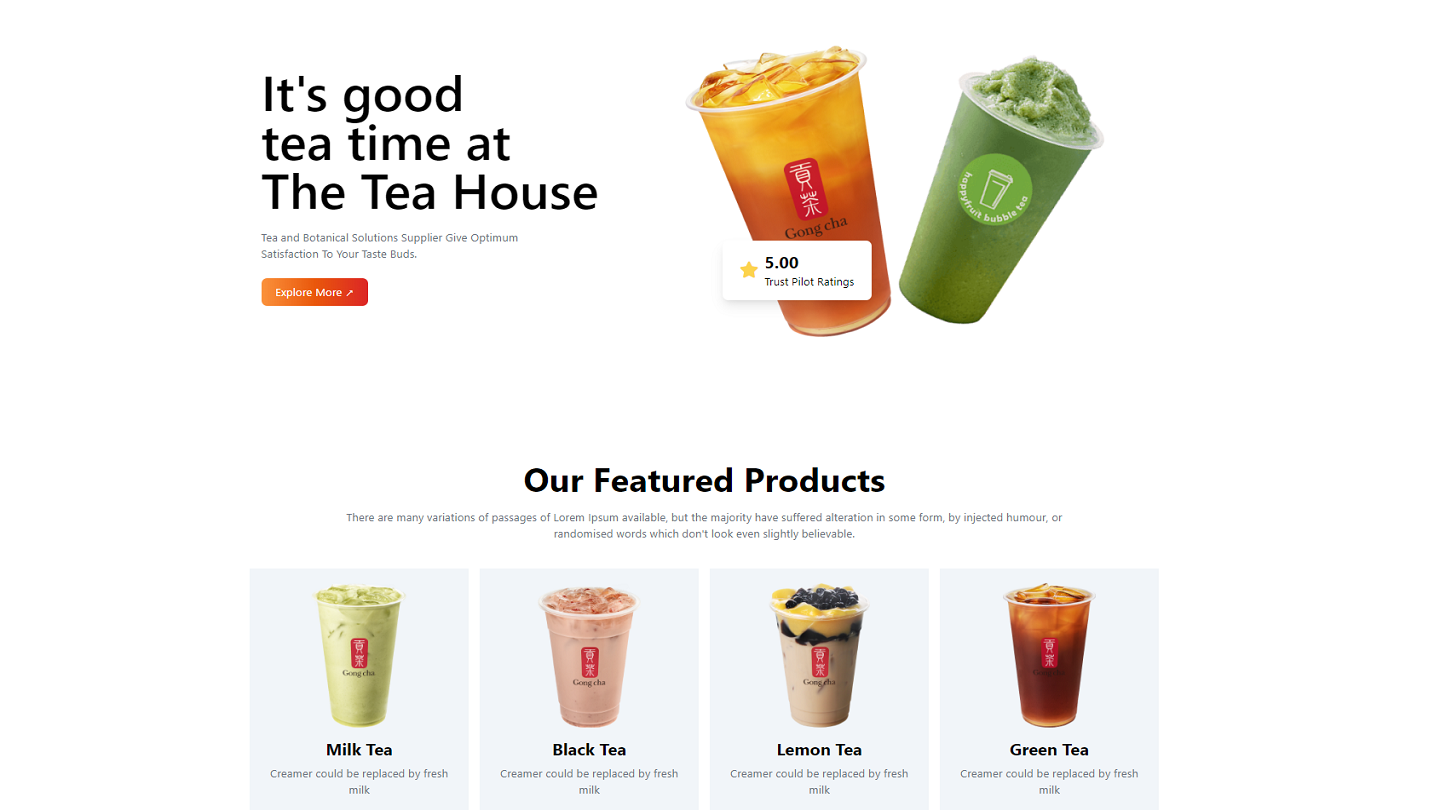 It's good
tea time at
The Tea House
Tea and Botanical Solutions Supplier Give Optimum
Satisfaction To Your Taste Buds.
Explore More ↗
貢茶
Gong cha
happyfruit bubble tea
5.00
Trust Pilot Ratings
Our Featured Products
There are many variations of passages of Lorem Ipsum available, but the majority have suffered alteration in some form, by injected humour, or
randomised words which don't look even slightly believable.
貢茶
Gong cha
貢茶
Gong cha
貢茶
Gong cha
貢茶
Gong cha
Milk Tea
Black Tea
Lemon Tea
Green Tea
Creamer could be replaced by fresh
milk
Creamer could be replaced by fresh
milk
Creamer could be replaced by fresh
milk
Creamer could be replaced by fresh
milk